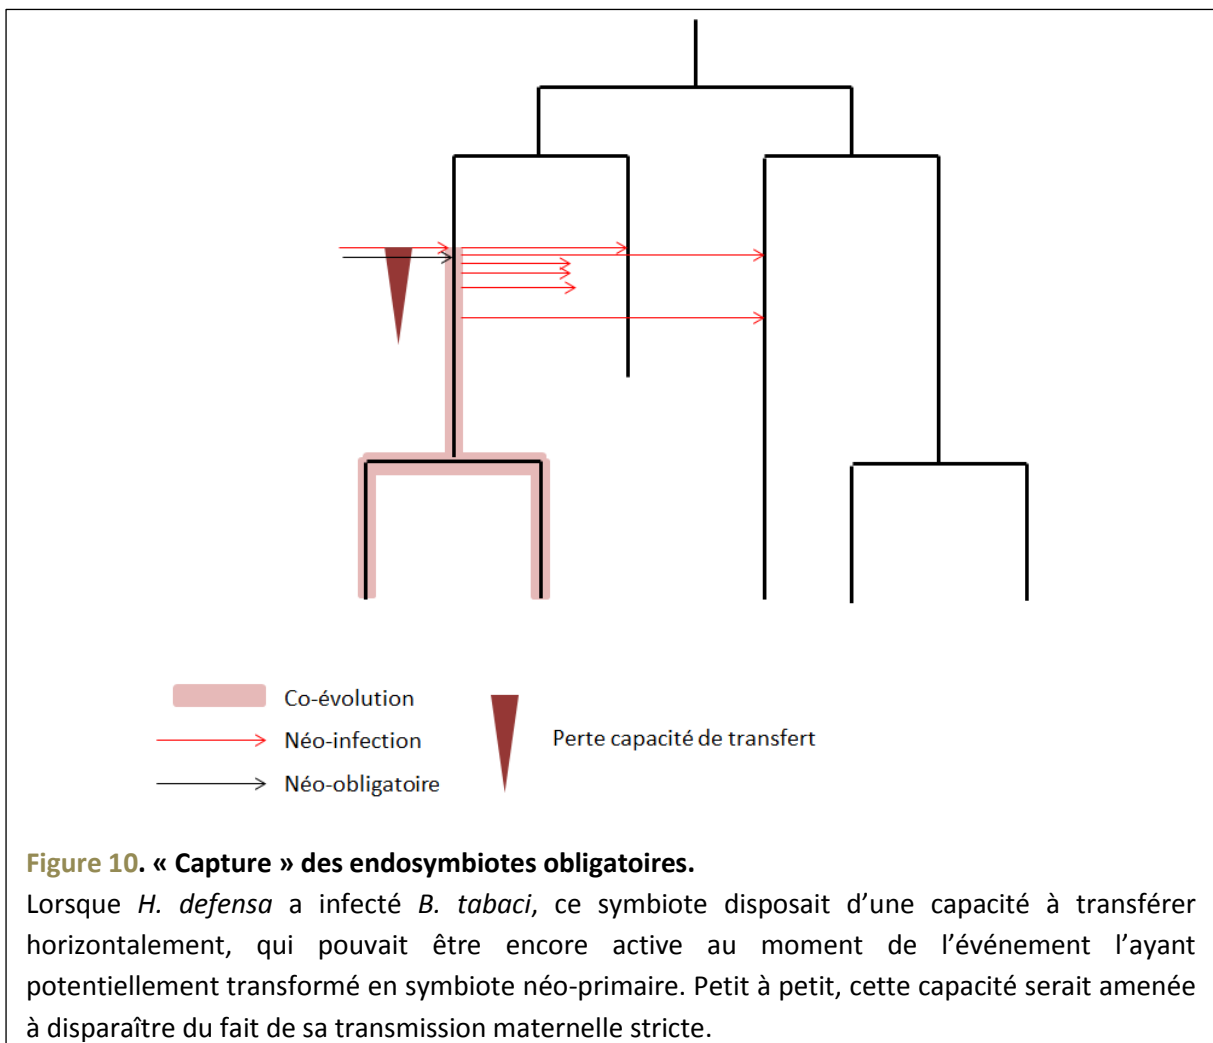 Co-évolution
Néo-infection
Néo-obligatoire
Perte capacité de transfert
Figure 10. « Capture » des endosymbiotes obligatoires.
Lorsque H. defensa a infecté B. tabaci, ce symbiote disposait d’une capacité à transférer
horizontalement, qui pouvait être encore active au moment de l’événement l’ayant
potentiellement transformé en symbiote néo-primaire. Petit à petit, cette capacité serait amenée
à disparaître du fait de sa transmission maternelle stricte.